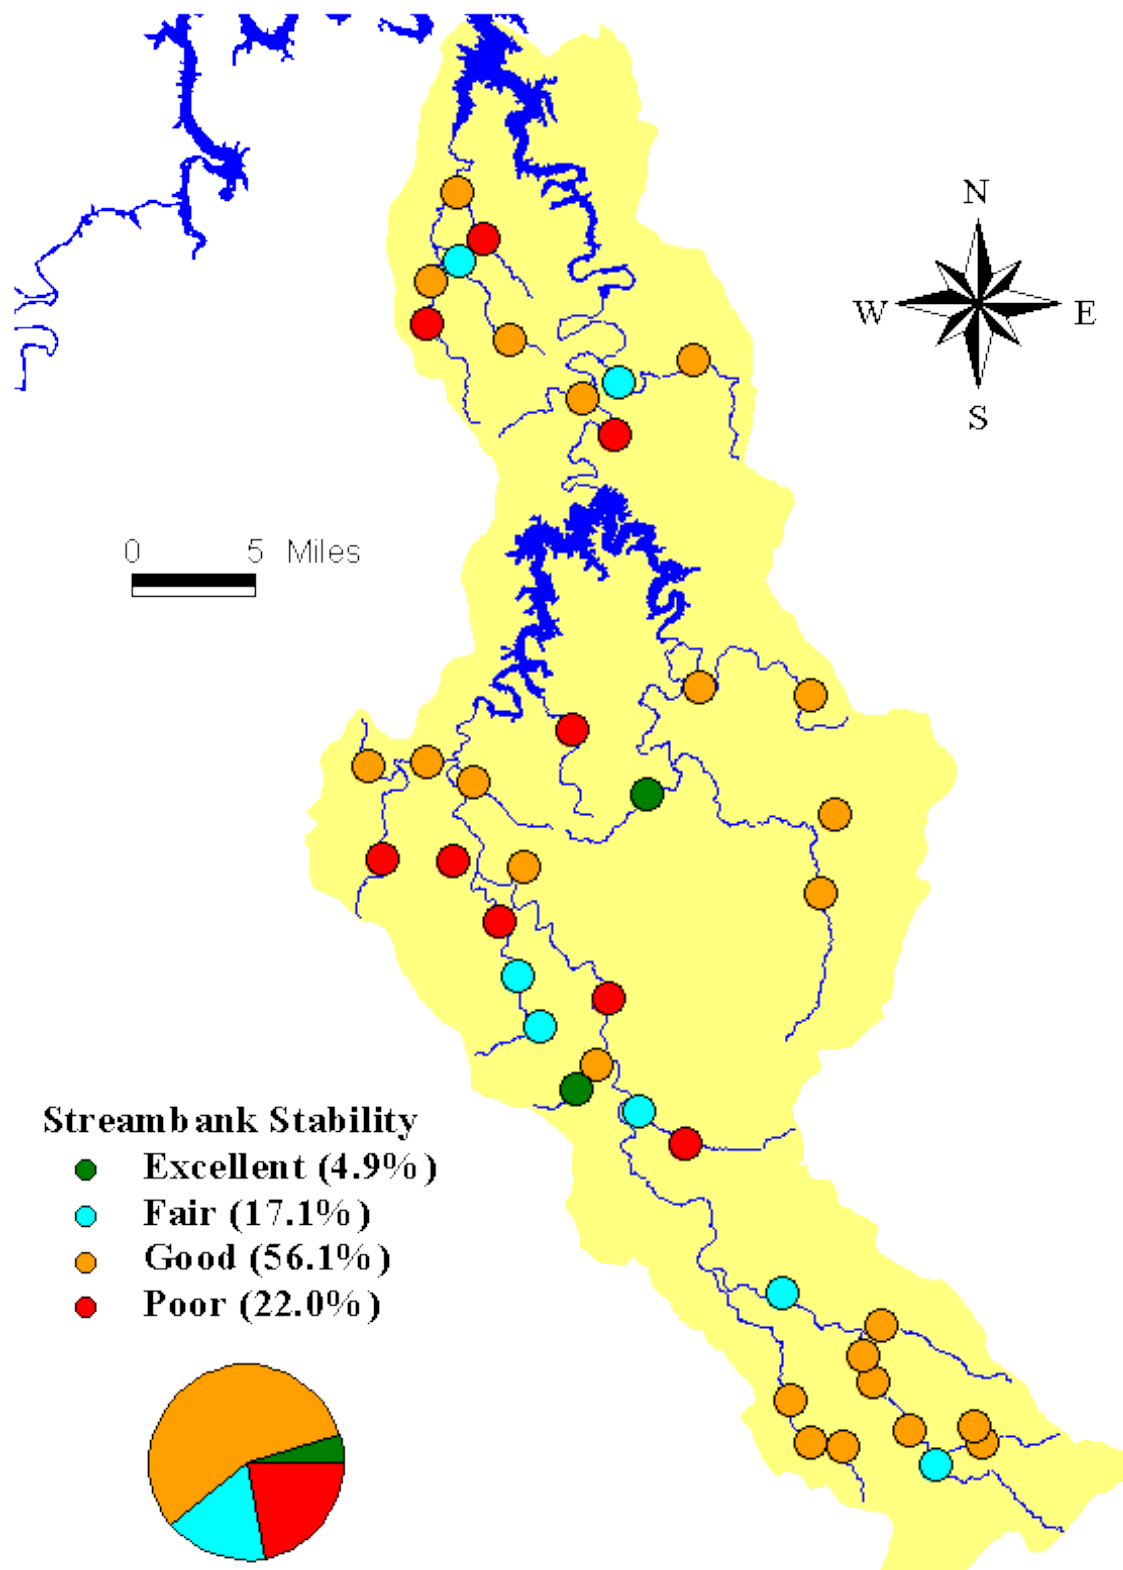 N
W E
S
0 5 Miles
Streambank Stability
Excellent (4.9%)
Fair (17.1%)
Good (56.1%)
Poor (22.0%)